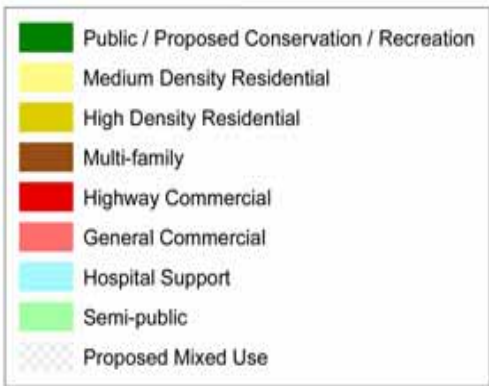 Public / Proposed Conservation / Recreation
Medium Density Residential
High Density Residential
Multi-family
Highway Commercial
General Commercial
Hospital Support
Semi-public
Proposed Mixed Use